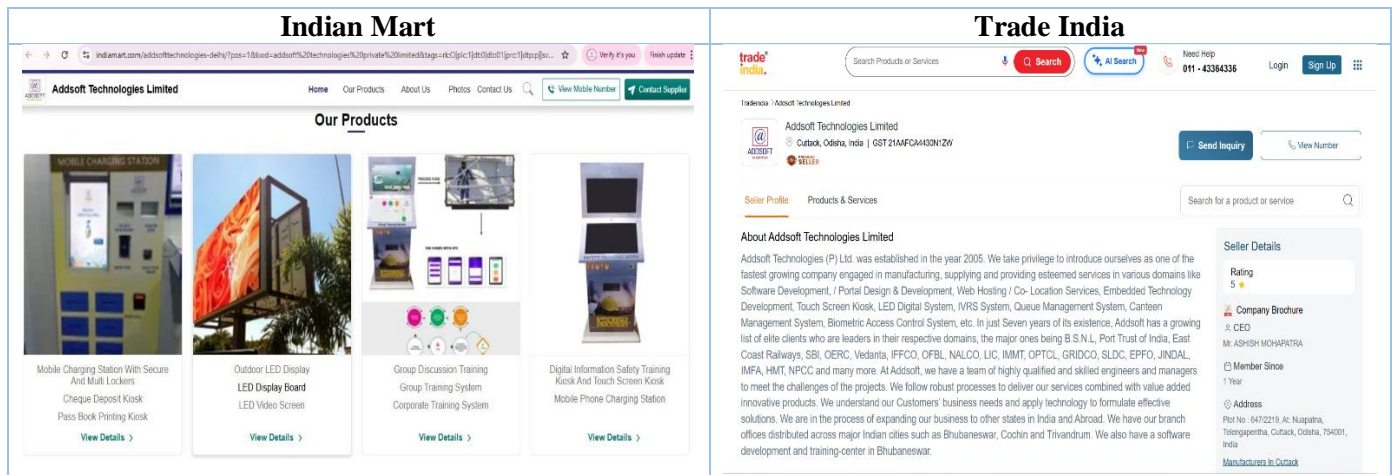 Indian Mart
indiamart.com/addsofttechnologies-delhi/?pos=1&kwd=addsoft%20technologies%20private%20limited&tags=
Verify it's you
Finish update
ADDSOFT
Addsoft Technologies Limited
Home Our Products About Us Photos Contact Us
View Mobile Number
Contact Supplier
Our Products
MOBILE CHARGING STATION
Mobile Charging Station With Secure
And Multi Lockers
Cheque Deposit Kiosk
Pass Book Printing Kiosk
View Details >
Outdoor LED Display
LED Display Board
LED Video Screen
View Details >
Group Discussion Training
Group Training System
Corporate Training System
View Details >
Digital Information Safety Training
Kiosk And Touch Screen Kiosk
Mobile Phone Charging Station
View Details >
Trade India
trade
india.
Search Products or Services
Search
AI Search
New
Need Help
011 - 43364336
Login
Sign Up
Tradeindia > Addsoft Technologies Limited
ADDSOFT
Addsoft Technologies Limited
Cuttack, Odisha, India | GST 21AAFCA4430N1ZW
SELLER
Send Inquiry
View Number
Seller Profile Products & Services
Search for a product or service
About Addsoft Technologies Limited
Addsoft Technologies (P) Ltd. was established in the year 2005. We take privilege to introduce ourselves as one of the
fastest growing company engaged in manufacturing, supplying and providing esteemed services in various domains like
Software Development, / Portal Design & Development, Web Hosting / Co- Location Services, Embedded Technology
Development, Touch Screen Kiosk, LED Digital System, IVRS System, Queue Management System, Canteen
Management System, Biometric Access Control System, etc. In just Seven years of its existence, Addsoft has a growing
list of elite clients who are leaders in their respective domains, the major ones being B.S.N.L, Port Trust of India, East
Coast Railways, SBI, OERC, Vedanta, IFFCO, OFBL, NALCO, LIC, IMMT, OPTCL, GRIDCO, SLDC, EPFO, JINDAL,
IMFA, HMT, NPCC and many more. At Addsoft, we have a team of highly qualified and skilled engineers and managers
to meet the challenges of the projects. We follow robust processes to deliver our services combined with value added
innovative products. We understand our Customers' business needs and apply technology to formulate effective
solutions. We are in the process of expanding our business to other states in India and Abroad. We have our branch
offices distributed across major Indian cities such as Bhubaneswar, Cochin and Trivandrum. We also have a software
development and training-center in Bhubaneswar.
Seller Details
Rating
5
Company Brochure
CEO
Mr. ASHISH MOHAPATRA
Member Since
1 Year
Address
Plot No : 647/2219, At: Nuapatna,
Telengapentha, Cuttack, Odisha, 754001,
India
Manufacturers In Cuttack